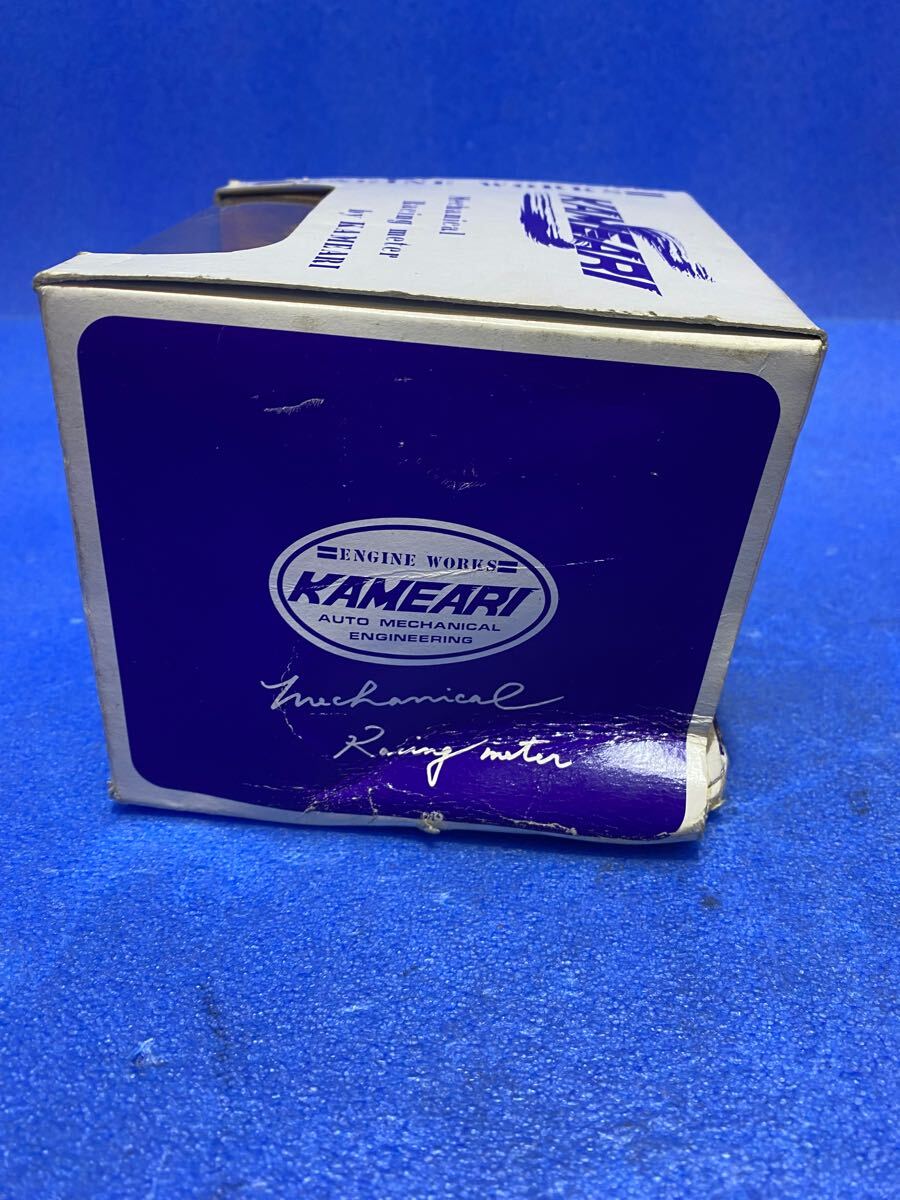 KAMEARI
Mechanical
Racing meter
by KAMEARI
ENGINE WORKS
KAMEARI
AUTO MECHANICAL
ENGINEERING
Mechanical
Racing meter